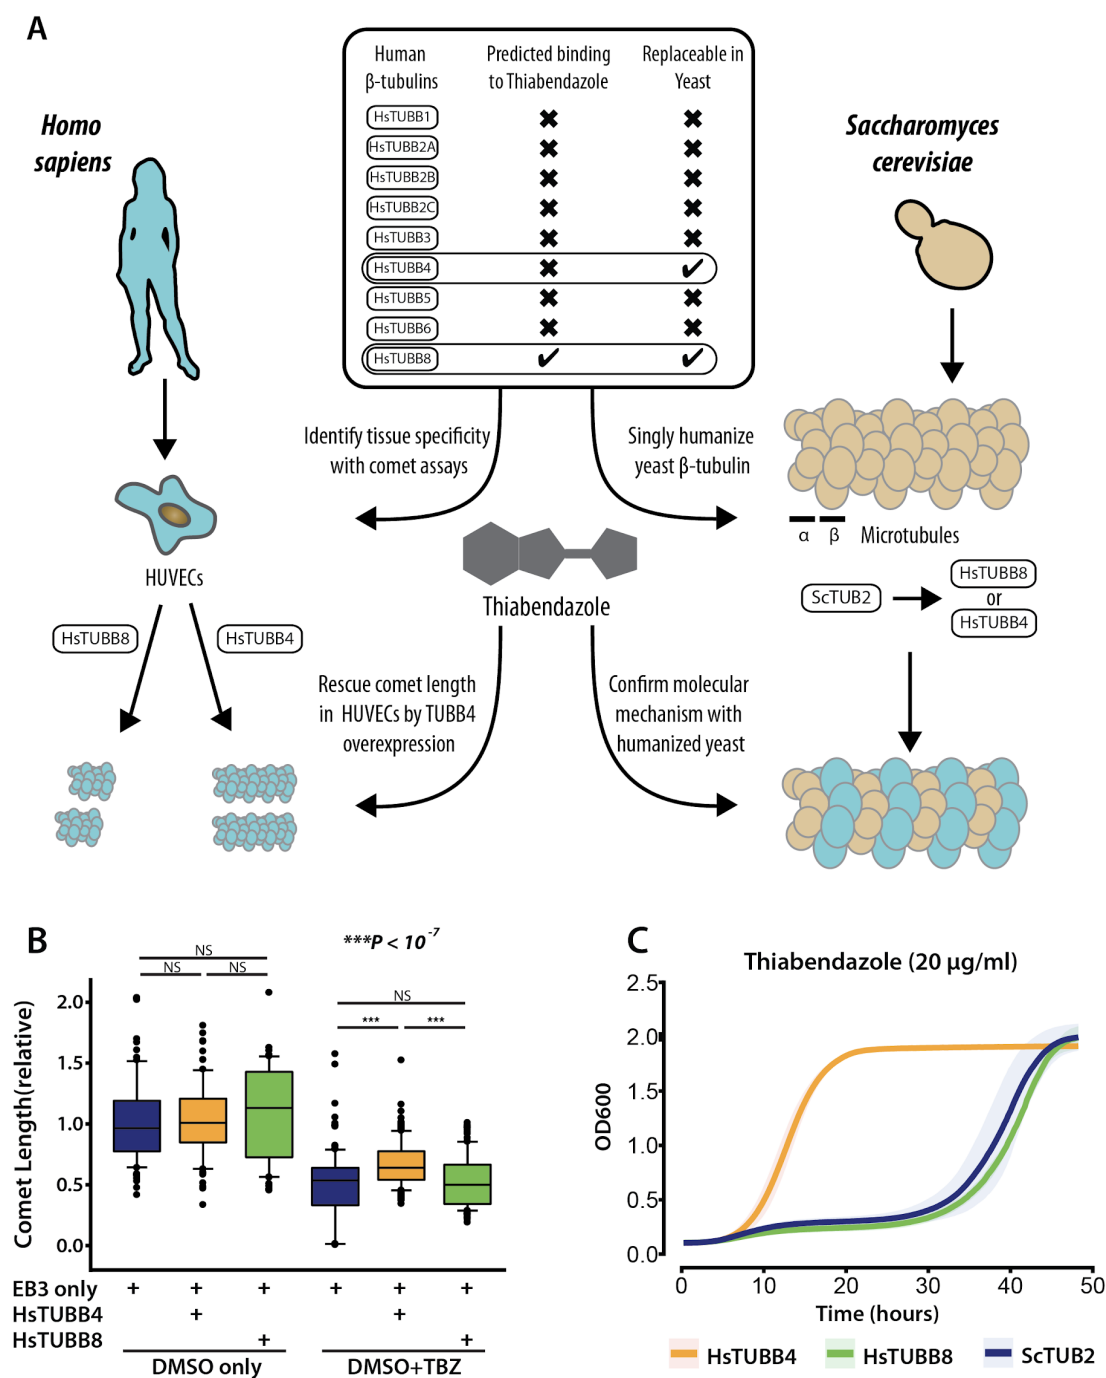 A
Homo
sapiens
Human
β-tubulins
Predicted binding
to Thiabendazole
Replaceable in
Yeast
HsTUBB1
HsTUBB2A
HsTUBB2B
HsTUBB2C
HsTUBB3
HsTUBB4
HsTUBB5
HsTUBB6
HsTUBB8
Saccharomyces
cerevisiae
Identify tissue specificity
with comet assays
Singly humanize
yeast β-tubulin
HUVECs
Thiabendazole
α β Microtubules
ScTUB2
HsTUBB8
or
HsTUBB4
HsTUBB8
HsTUBB4
Rescue comet length
in HUVECs by TUBB4
overexpression
Confirm molecular
mechanism with
humanized yeast
B
***P < 10⁻⁷
NS
NS NS
NS
*** ***
Comet Length(relative)
2.0
1.5
1.0
0.5
0.0
EB3 only + + + + + +
HsTUBB4 + +
HsTUBB8 + +
DMSO only DMSO+TBZ
C
Thiabendazole (20 μg/ml)
OD600
2.5
2.0
1.5
1.0
0.5
0.0
0 10 20 30 40 50
Time (hours)
HsTUBB4 HsTUBB8 ScTUB2